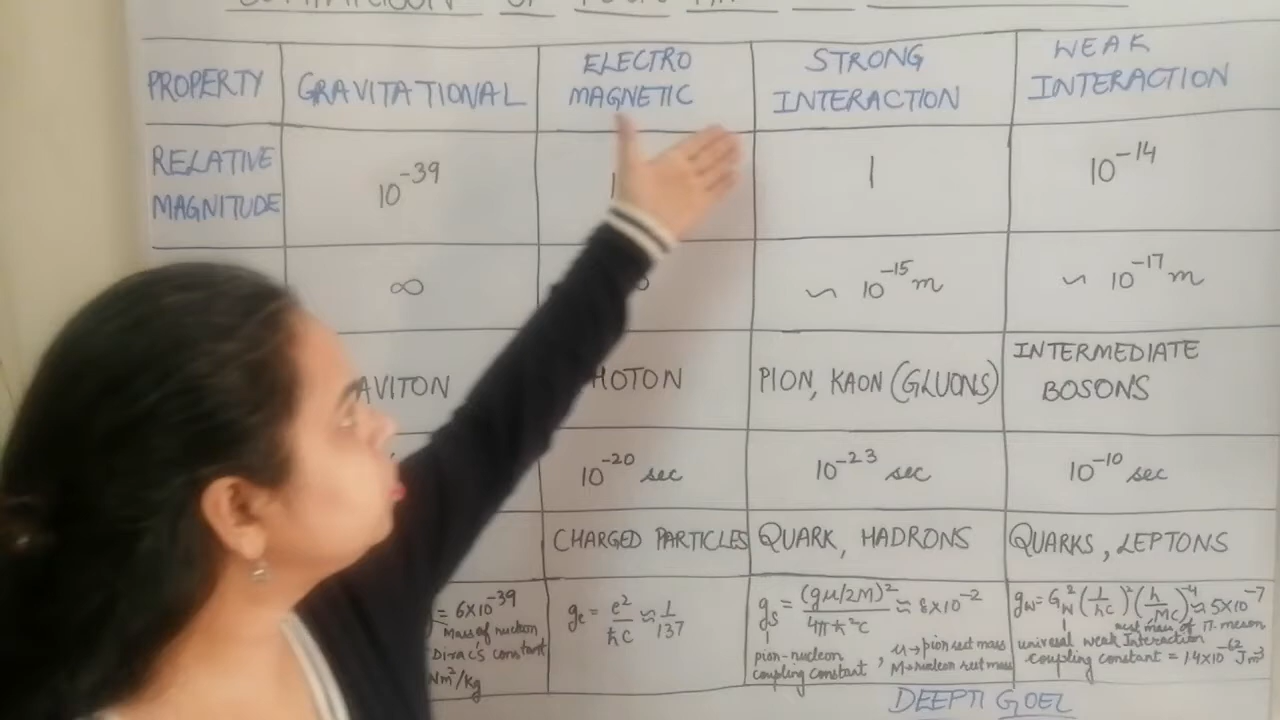 PROPERTY
GRAVITATIONAL
ELECTRO
MAGNETIC
STRONG
INTERACTION
WEAK
INTERACTION
RELATIVE
MAGNITUDE
10⁻³⁹
1
10⁻¹⁴
∞
~ 10⁻¹⁵ m
~ 10⁻¹⁷ m
AVITON
HOTON
PION, KAON (GLUONS)
INTERMEDIATE
BOSONS
10⁻²⁰ sec
10⁻²³ sec
10⁻¹⁰ sec
CHARGED PARTICLES
QUARK, HADRONS
QUARKS, LEPTONS
= 6×10⁻³⁹
Mass of nucleon
Dirac's constant
Nm²/kg
gₑ = e²/ħc ≈ 1/137
gₛ = (gμ/2M)²/4πħ²c ≈ 8×10⁻²
pion-nucleon
coupling constant
, μ→pion rest mass
M→nucleon rest mass
g_w = G_w² (1/ħc)² (ħ/Mc)⁻⁴ ≈ 5×10⁻⁷
rest mass of π meson
universal weak Interaction
coupling constant = 1.4×10⁻⁶² Jm⁻³
DEEPTI GOEL